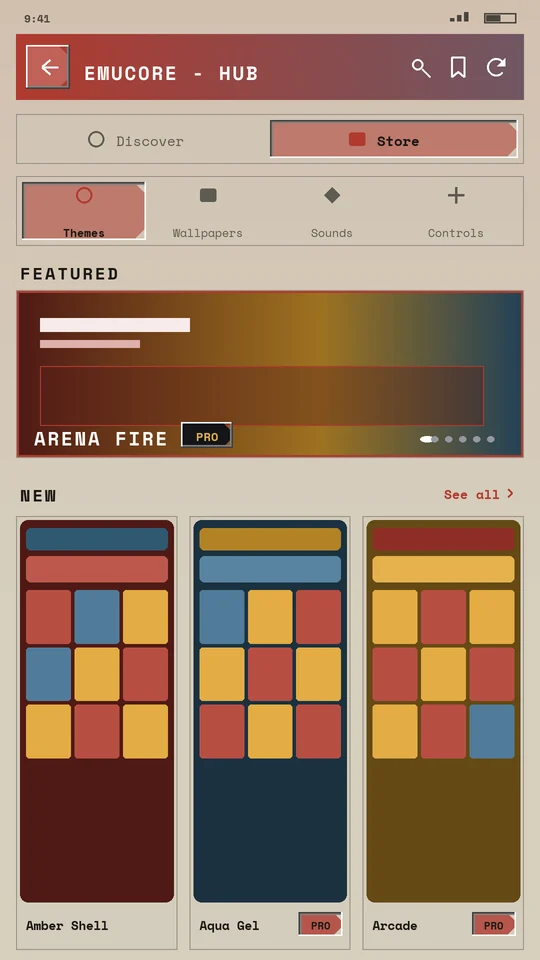 9:41
EMUCORE - HUB
Discover
Store
Themes
Wallpapers
Sounds
Controls
FEATURED
ARENA FIRE
PRO
NEW
See all
Amber Shell
Aqua Gel
PRO
Arcade
PRO